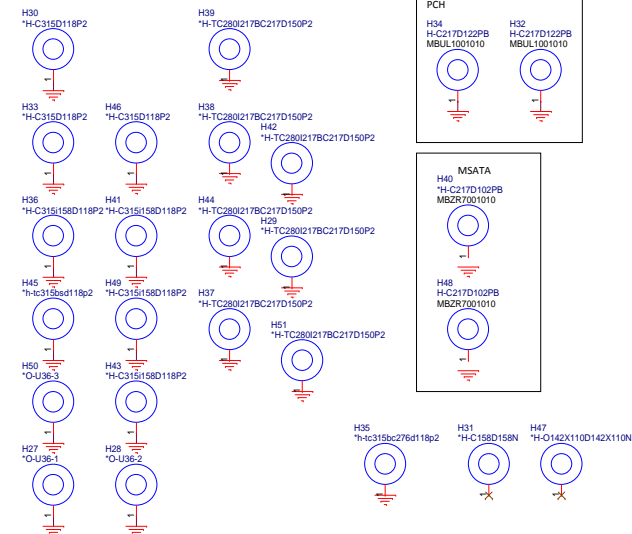 H30
*H-C315D118P2
H39
*H-TC280I217BC217D150P2
PCH
H34
H-C217D122PB
MBUL1001010
H32
H-C217D122PB
MBUL1001010
H33
*H-C315D118P2
H46
*H-C315D118P2
H38
*H-TC280I217BC217D150P2
H42
*H-TC280I217BC217D150P2
MSATA
H40
*H-C217D102PB
MBZR7001010
H36
*H-C315I158D118P2
H41
*H-C315I158D118P2
H44
*H-TC280I217BC217D150P2
H29
*H-TC280I217BC217D150P2
H45
*h-tc315bsd118p2
H49
*H-C315I158D118P2
H37
*H-TC280I217BC217D150P2
H48
H-C217D102PB
MBZR7001010
H51
*H-TC280I217BC217D150P2
H50
*O-U36-3
H43
*H-C315I158D118P2
H35
*h-tc315bc276d118p2
H31
*H-C158D158N
H47
*H-O142X110D142X110N
H27
*O-U36-1
H28
*O-U36-2